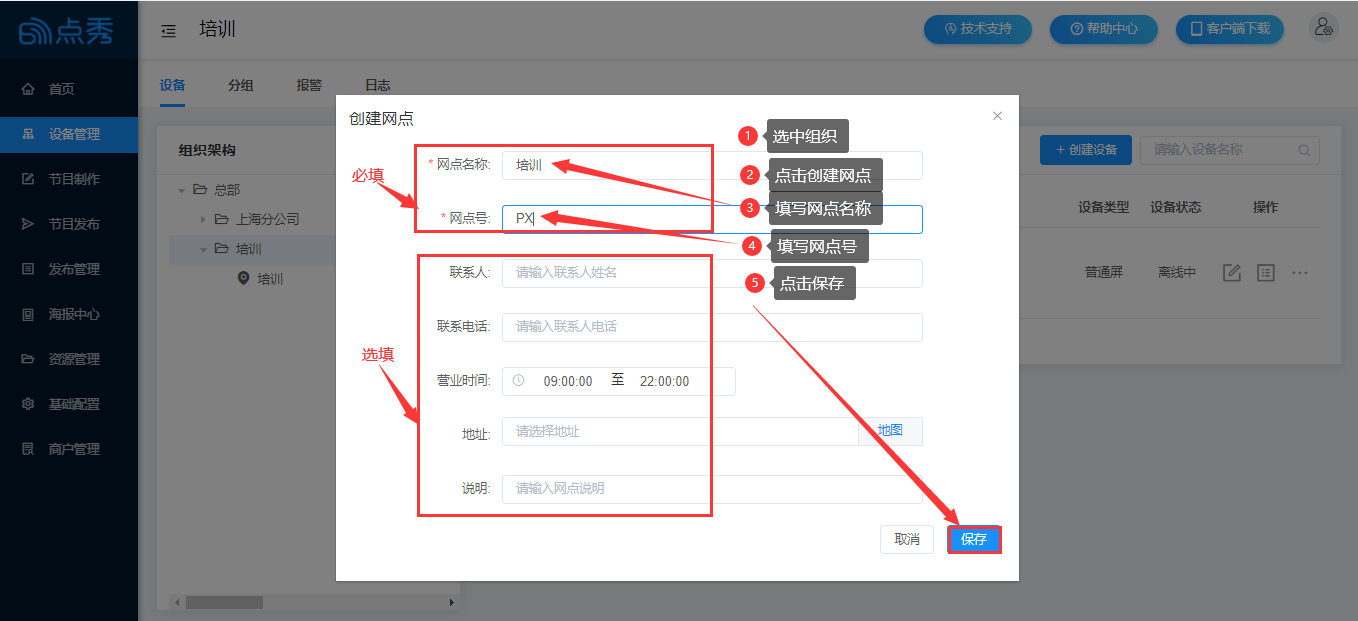 点秀
培训
技术支持
帮助中心
客户端下载
首页
设备管理
节目制作
节目发布
发布管理
海报中心
资源管理
基础配置
商户管理
设备
分组
报警
日志
组织架构
总部
上海分公司
培训
培训
+ 创建设备
请输入设备名称
设备类型
设备状态
操作
普通屏
离线中
创建网点
必填
* 网点名称:
培训
* 网点号:
PX
1
选中组织
2
点击创建网点
3
填写网点名称
4
填写网点号
5
点击保存
选填
联系人:
请输入联系人姓名
联系电话:
请输入联系人电话
营业时间:
09:00:00 至 22:00:00
地址:
请选择地址
地图
说明:
请输入网点说明
取消
保存